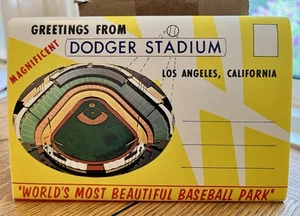 GREETINGS FROM
MAGNIFICENT
DODGER STADIUM
LOS ANGELES, CALIFORNIA
"WORLD'S MOST BEAUTIFUL BASEBALL PARK"